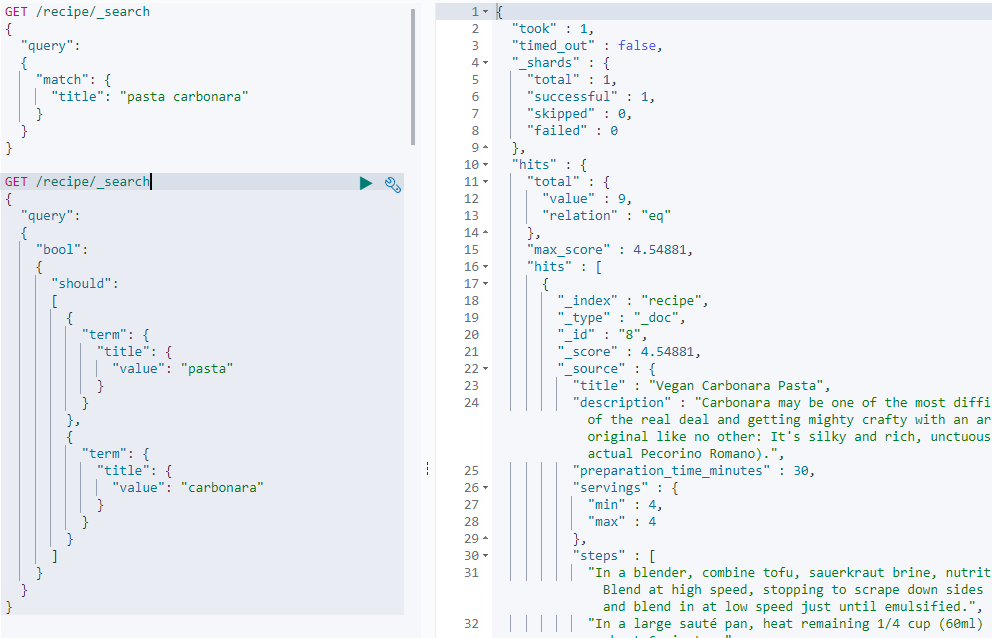 GET /recipe/_search
{
  "query":
  {
    "match": {
      "title": "pasta carbonara"
    }
  }
}
GET /recipe/_search
{
  "query":
  {
    "bool":
    {
      "should":
      [
        {
          "term": {
            "title": {
              "value": "pasta"
            }
          }
        },
        {
          "term": {
            "title": {
              "value": "carbonara"
            }
          }
        }
      ]
    }
  }
}
1 {
2   "took" : 1,
3   "timed_out" : false,
4   "_shards" : {
5     "total" : 1,
6     "successful" : 1,
7     "skipped" : 0,
8     "failed" : 0
9   },
10   "hits" : {
11     "total" : {
12       "value" : 9,
13       "relation" : "eq"
14     },
15     "max_score" : 4.54881,
16     "hits" : [
17       {
18         "_index" : "recipe",
19         "_type" : "_doc",
20         "_id" : "8",
21         "_score" : 4.54881,
22         "_source" : {
23           "title" : "Vegan Carbonara Pasta",
24           "description" : "Carbonara may be one of the most diffi
of the real deal and getting mighty crafty with an ar
original like no other: It's silky and rich, unctuous
actual Pecorino Romano).",
25           "preparation_time_minutes" : 30,
26           "servings" : {
27             "min" : 4,
28             "max" : 4
29           },
30           "steps" : [
31             "In a blender, combine tofu, sauerkraut brine, nutrit
Blend at high speed, stopping to scrape down sides
and blend in at low speed just until emulsified.",
32             "In a large sauté pan, heat remaining 1/4 cup (60ml)